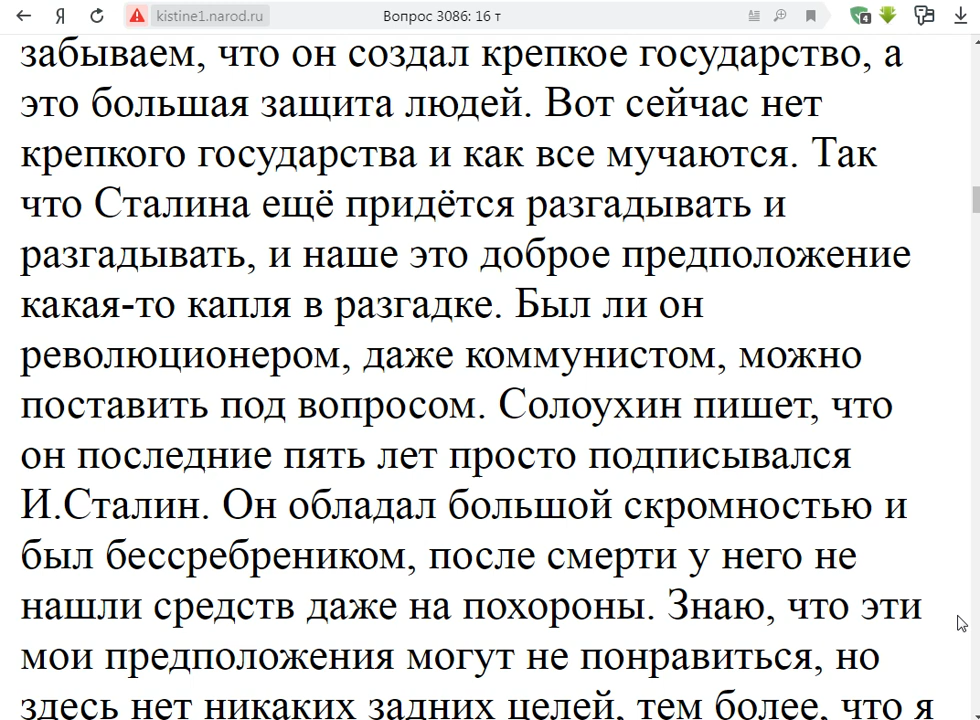 Я kistine1.narod.ru Вопрос 3086: 16 т 4
забываем, что он создал крепкое государство, а
это большая защита людей. Вот сейчас нет
крепкого государства и как все мучаются. Так
что Сталина ещё придётся разгадывать и
разгадывать, и наше это доброе предположение
какая-то капля в разгадке. Был ли он
революционером, даже коммунистом, можно
поставить под вопросом. Солоухин пишет, что
он последние пять лет просто подписывался
И.Сталин. Он обладал большой скромностью и
был бессребреником, после смерти у него не
нашли средств даже на похороны. Знаю, что эти
мои предположения могут не понравиться, но
здесь нет никаких задних целей, тем более, что я